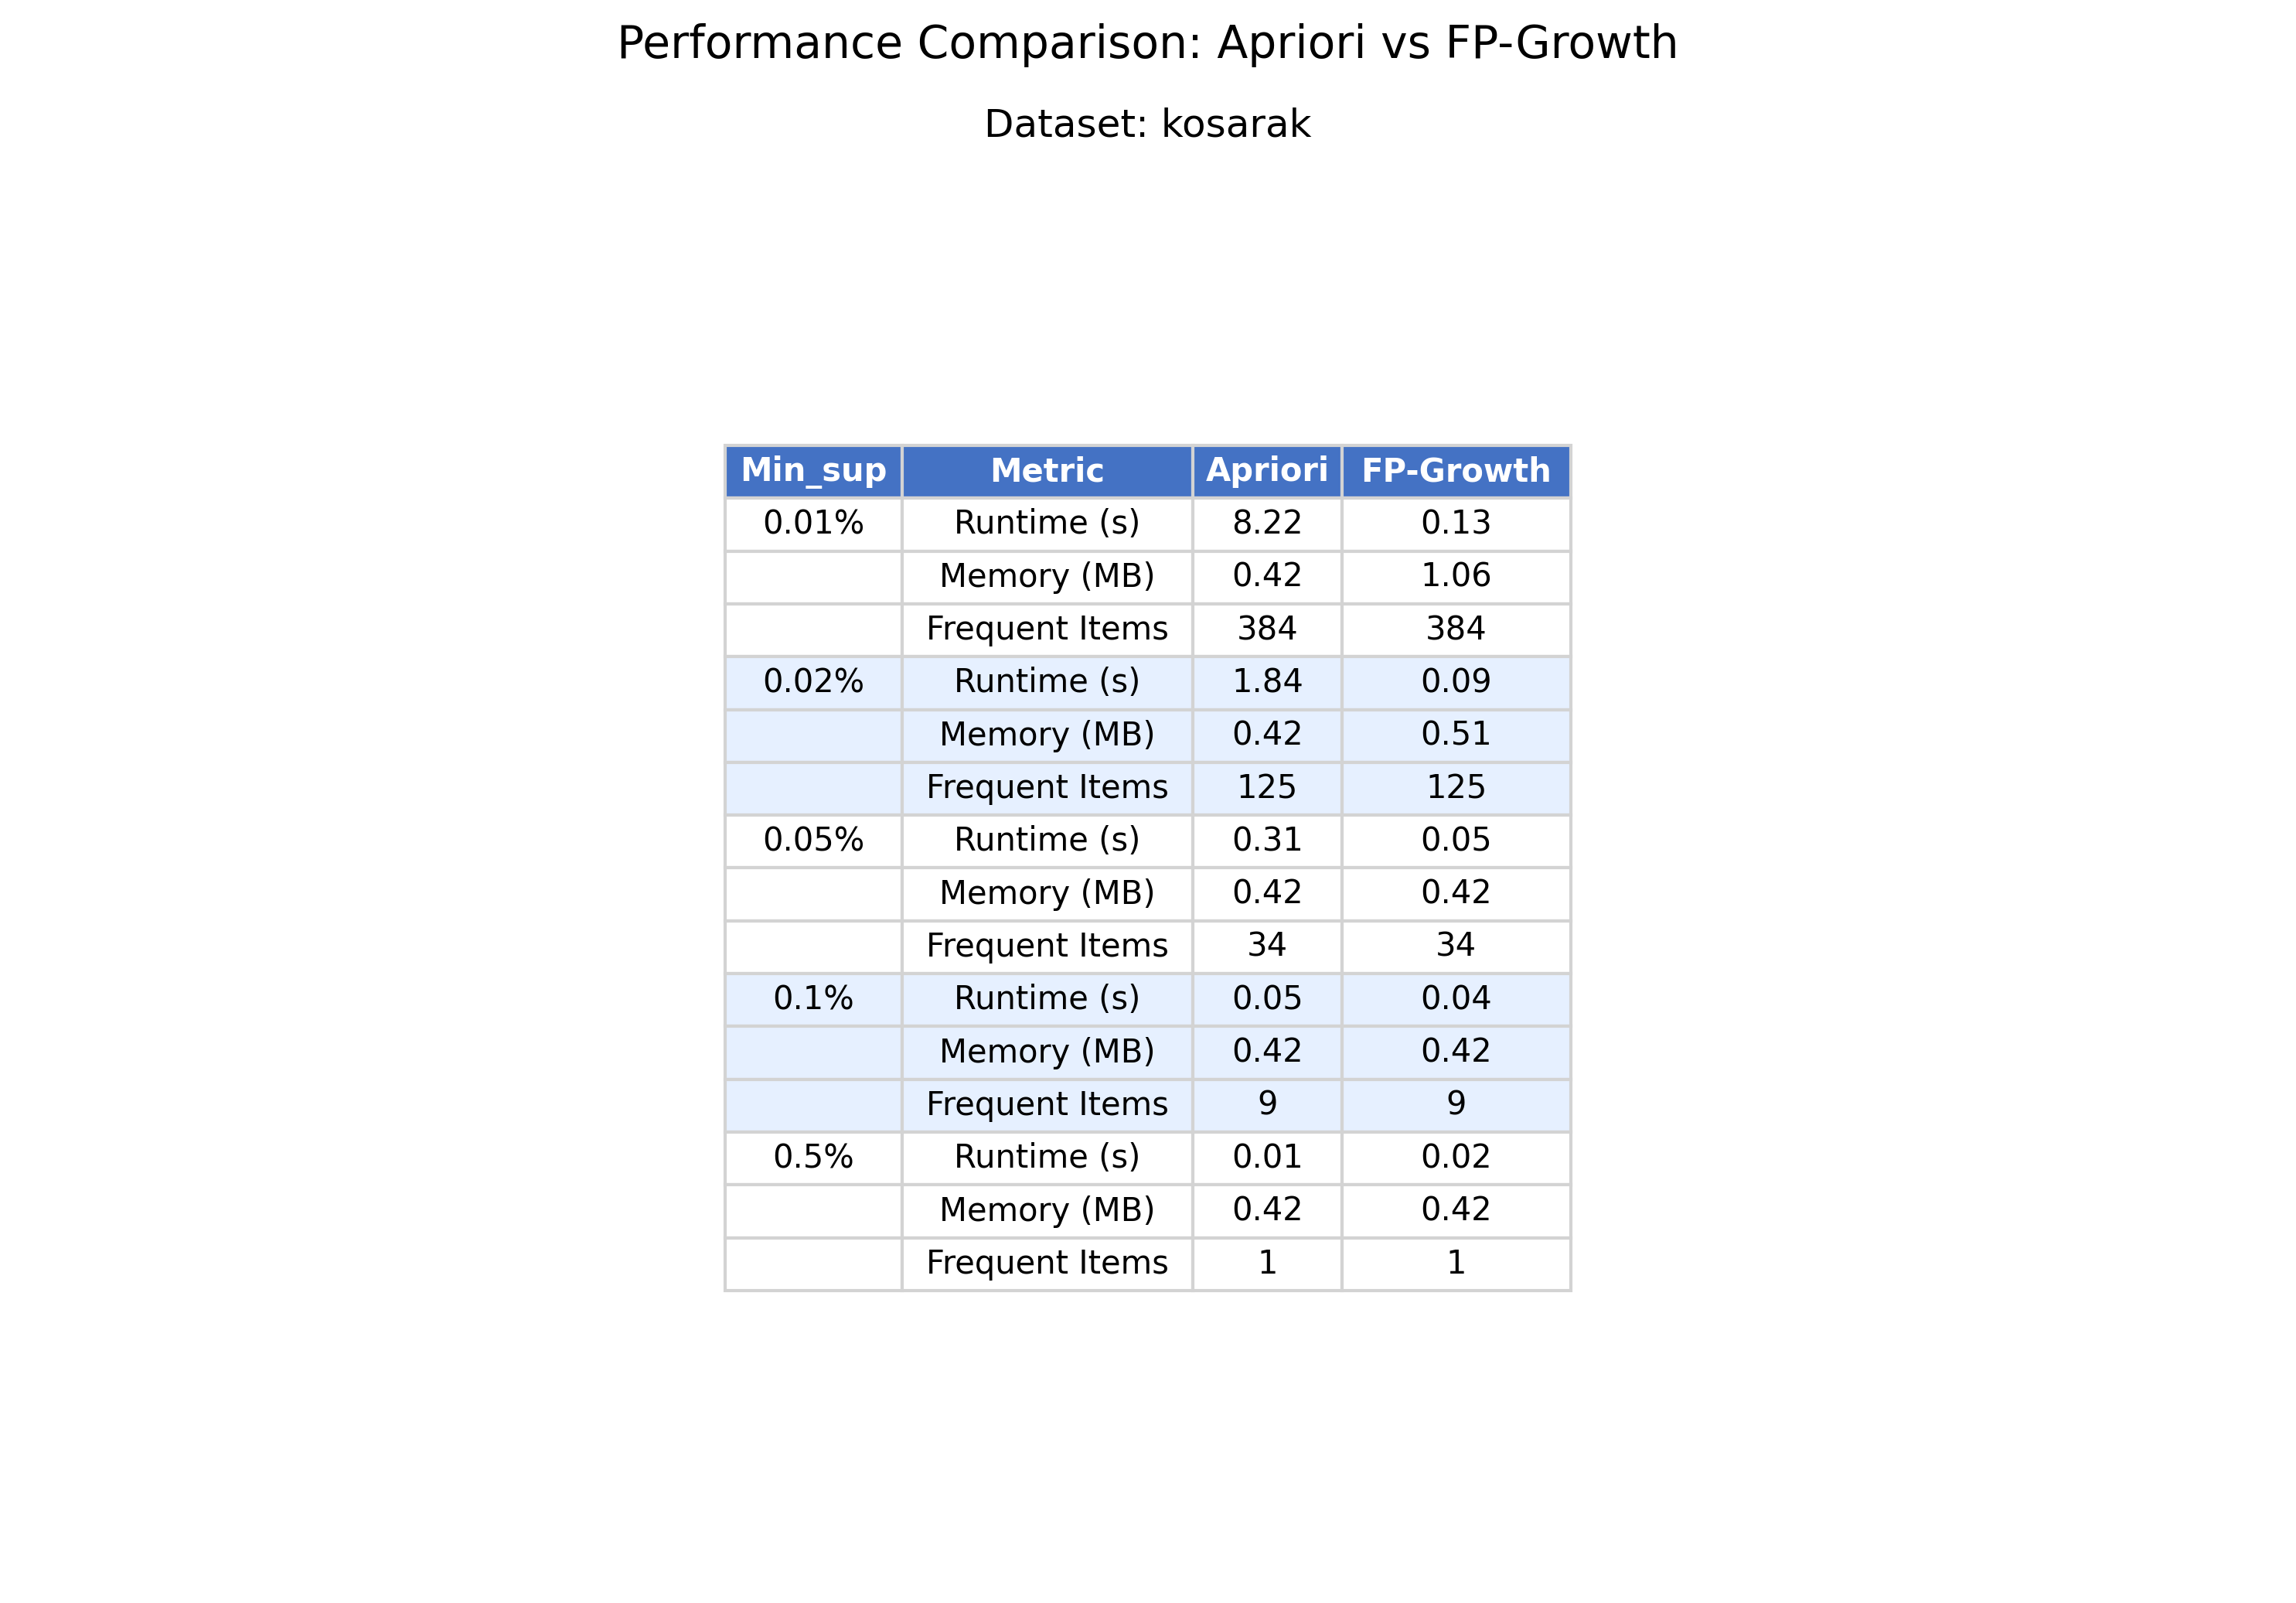 Performance Comparison: Apriori vs FP-Growth
Dataset: kosarak
Min_sup Metric Apriori FP-Growth
0.01% Runtime (s) 8.22 0.13
Memory (MB) 0.42 1.06
Frequent Items 384 384
0.02% Runtime (s) 1.84 0.09
Memory (MB) 0.42 0.51
Frequent Items 125 125
0.05% Runtime (s) 0.31 0.05
Memory (MB) 0.42 0.42
Frequent Items 34 34
0.1% Runtime (s) 0.05 0.04
Memory (MB) 0.42 0.42
Frequent Items 9 9
0.5% Runtime (s) 0.01 0.02
Memory (MB) 0.42 0.42
Frequent Items 1 1